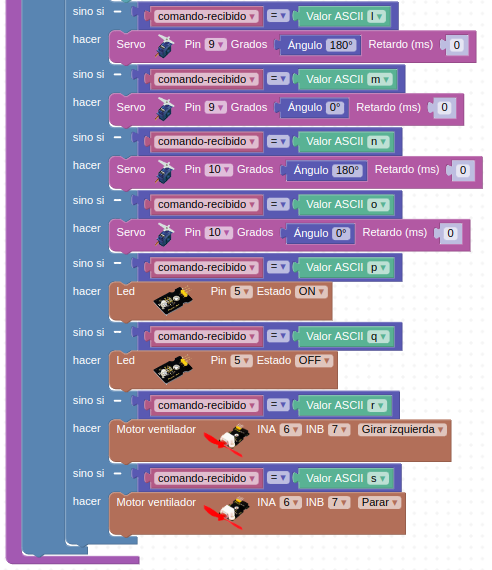 sino si − comando-recibido = Valor ASCII l
hacer Servo Pin 9 Grados Ángulo 180° Retardo (ms) 0
sino si − comando-recibido = Valor ASCII m
hacer Servo Pin 9 Grados Ángulo 0° Retardo (ms) 0
sino si − comando-recibido = Valor ASCII n
hacer Servo Pin 10 Grados Ángulo 180° Retardo (ms) 0
sino si − comando-recibido = Valor ASCII o
hacer Servo Pin 10 Grados Ángulo 0° Retardo (ms) 0
sino si − comando-recibido = Valor ASCII p
hacer Led Pin 5 Estado ON
sino si − comando-recibido = Valor ASCII q
hacer Led Pin 5 Estado OFF
sino si − comando-recibido = Valor ASCII r
hacer Motor ventilador INA 6 INB 7 Girar izquierda
sino si − comando-recibido = Valor ASCII s
hacer Motor ventilador INA 6 INB 7 Parar